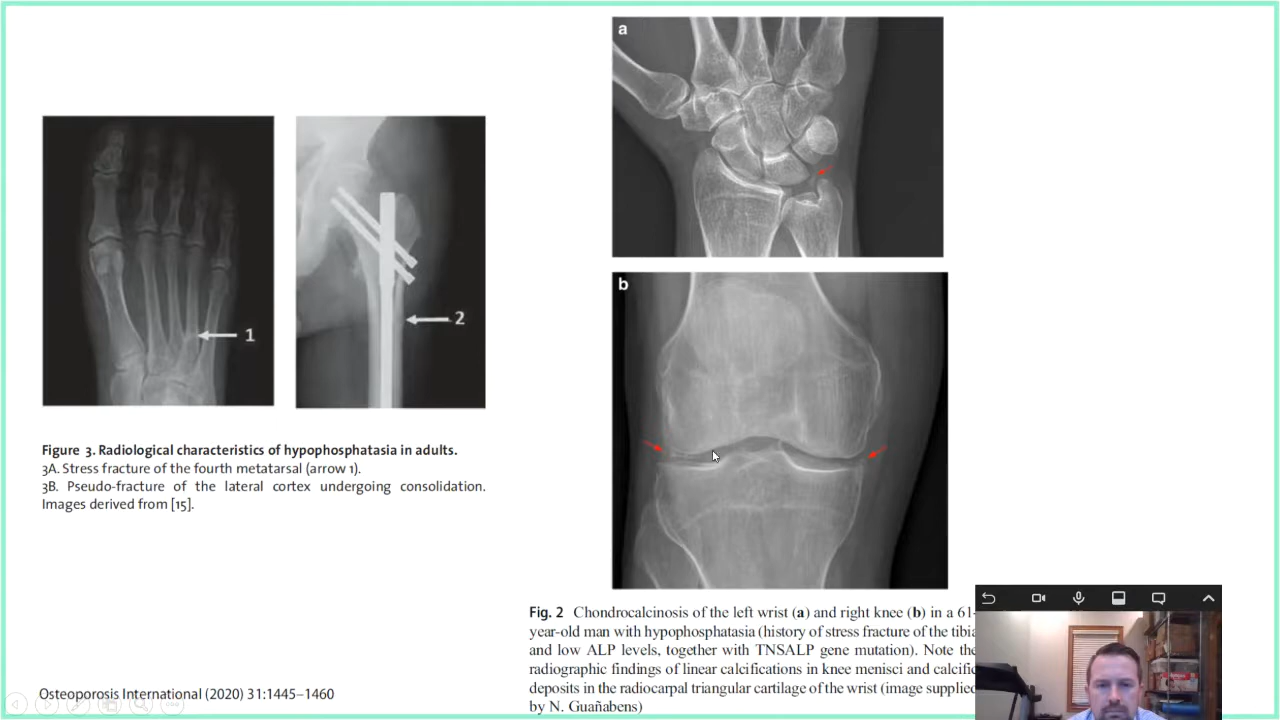 1
2
Figure 3. Radiological characteristics of hypophosphatasia in adults.
3A. Stress fracture of the fourth metatarsal (arrow 1).
3B. Pseudo-fracture of the lateral cortex undergoing consolidation.
Images derived from [15].
a
b
Fig. 2 Chondrocalcinosis of the left wrist (a) and right knee (b) in a 61-
year-old man with hypophosphatasia (history of stress fracture of the tibia
and low ALP levels, together with TNSALP gene mutation). Note the
radiographic findings of linear calcifications in knee menisci and calcific
deposits in the radiocarpal triangular cartilage of the wrist (image supplied
by N. Guañabens)
Osteoporosis International (2020) 31:1445–1460